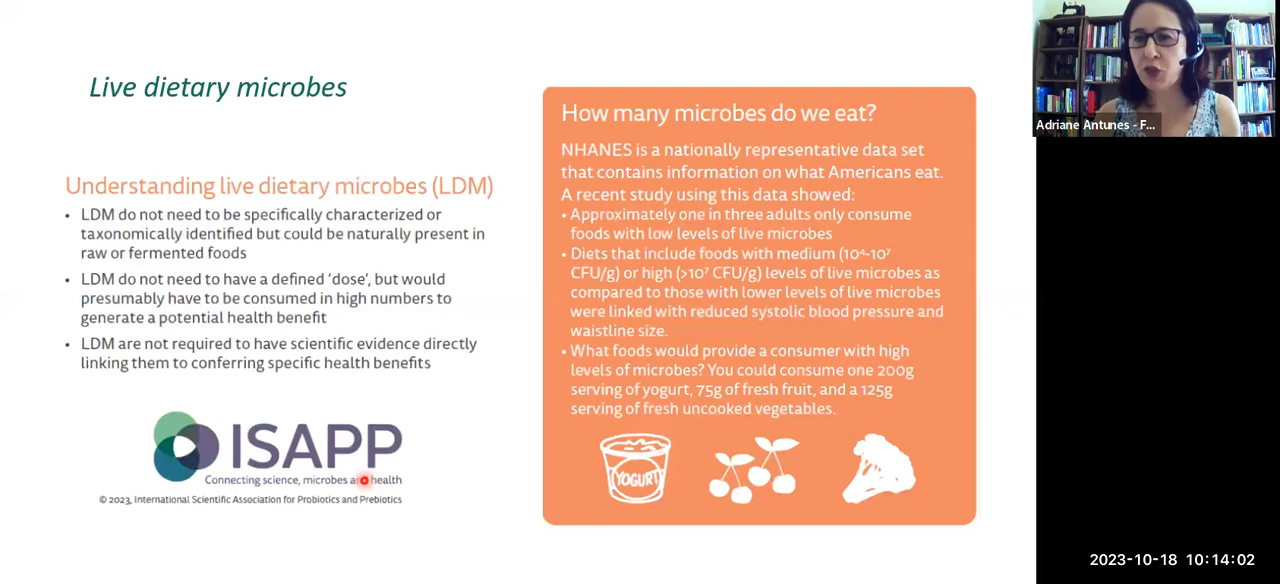 Live dietary microbes
Understanding live dietary microbes (LDM)
• LDM do not need to be specifically characterized or
taxonomically identified but could be naturally present in
raw or fermented foods
• LDM do not need to have a defined ‘dose’, but would
presumably have to be consumed in high numbers to
generate a potential health benefit
• LDM are not required to have scientific evidence directly
linking them to conferring specific health benefits
ISAPP
Connecting science, microbes and health
© 2023, International Scientific Association for Probiotics and Prebiotics
How many microbes do we eat?
NHANES is a nationally representative data set
that contains information on what Americans eat.
A recent study using this data showed:
• Approximately one in three adults only consume
foods with low levels of live microbes
• Diets that include foods with medium (10⁴-10⁷
CFU/g) or high (>10⁷ CFU/g) levels of live microbes as
compared to those with lower levels of live microbes
were linked with reduced systolic blood pressure and
waistline size.
• What foods would provide a consumer with high
levels of microbes? You could consume one 200g
serving of yogurt, 75g of fresh fruit, and a 125g
serving of fresh uncooked vegetables.
YOGURT
Adriane Antunes - F...
2023-10-18 10:14:02